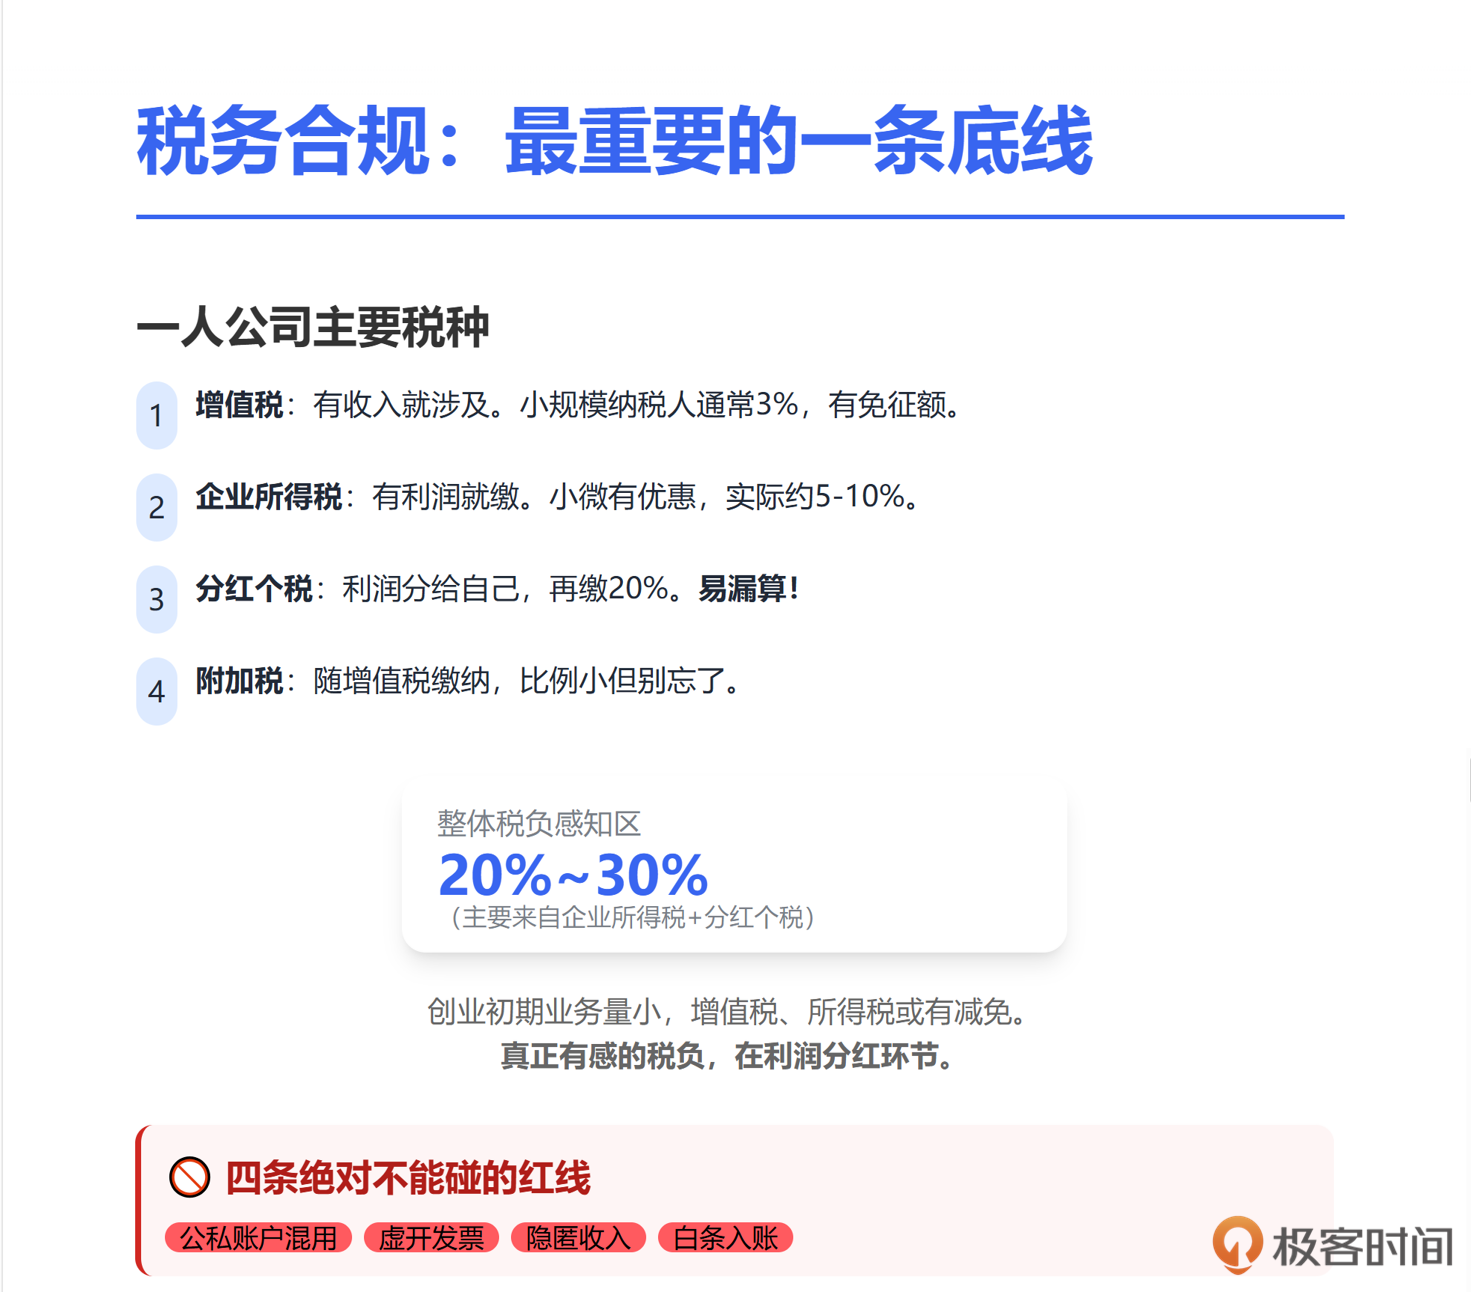 税务合规：最重要的一条底线
一人公司主要税种
1 增值税：有收入就涉及。小规模纳税人通常3%，有免征额。
2 企业所得税：有利润就缴。小微有优惠，实际约5-10%。
3 分红个税：利润分给自己，再缴20%。易漏算！
4 附加税：随增值税缴纳，比例小但别忘了。
整体税负感知区
20%~30%
（主要来自企业所得税+分红个税）
创业初期业务量小，增值税、所得税或有减免。
真正有感的税负，在利润分红环节。
四条绝对不能碰的红线
公私账户混用 虚开发票 隐匿收入 白条入账
极客时间